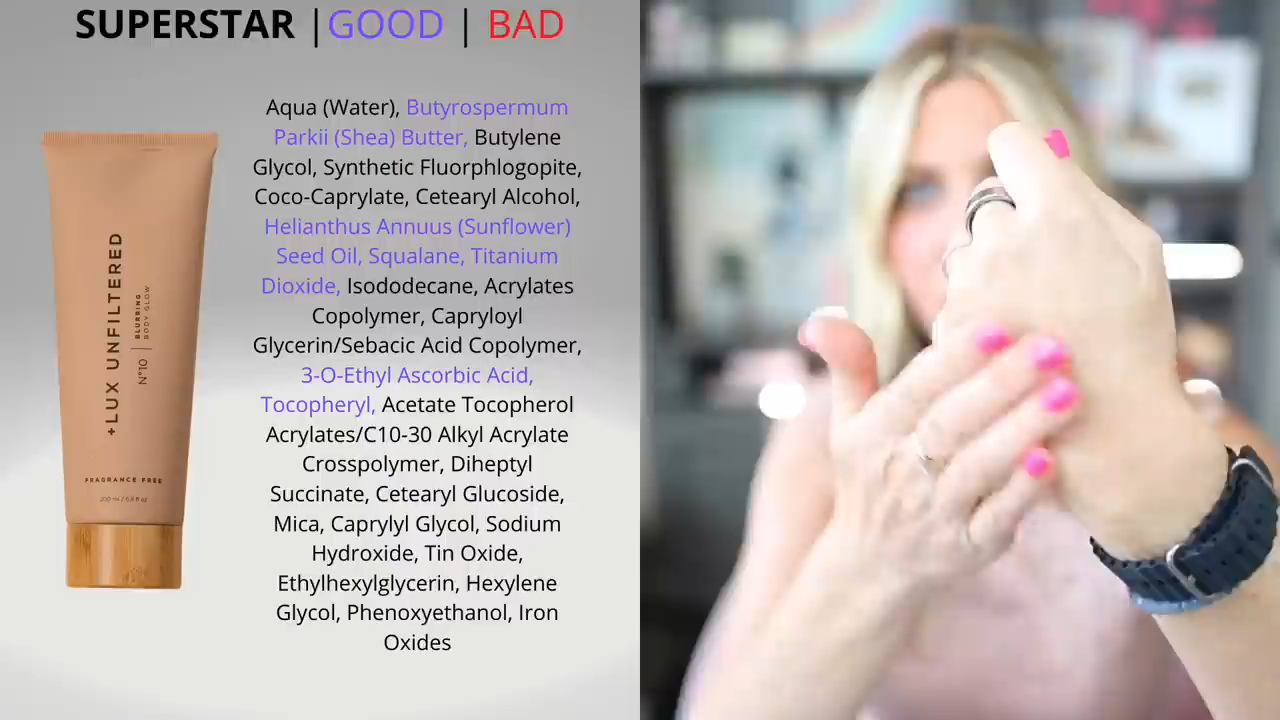 SUPERSTAR | GOOD | BAD
Aqua (Water), Butyrospermum
Parkii (Shea) Butter, Butylene
Glycol, Synthetic Fluorphlogopite,
Coco-Caprylate, Cetearyl Alcohol,
Helianthus Annuus (Sunflower)
Seed Oil, Squalane, Titanium
Dioxide, Isododecane, Acrylates
Copolymer, Capryloyl
Glycerin/Sebacic Acid Copolymer,
3-O-Ethyl Ascorbic Acid,
Tocopheryl, Acetate Tocopherol
Acrylates/C10-30 Alkyl Acrylate
Crosspolymer, Diheptyl
Succinate, Cetearyl Glucoside,
Mica, Caprylyl Glycol, Sodium
Hydroxide, Tin Oxide,
Ethylhexylglycerin, Hexylene
Glycol, Phenoxyethanol, Iron
Oxides
+LUX UNFILTERED
N°10
BLURRING
BODY GLOW
FRAGRANCE FREE